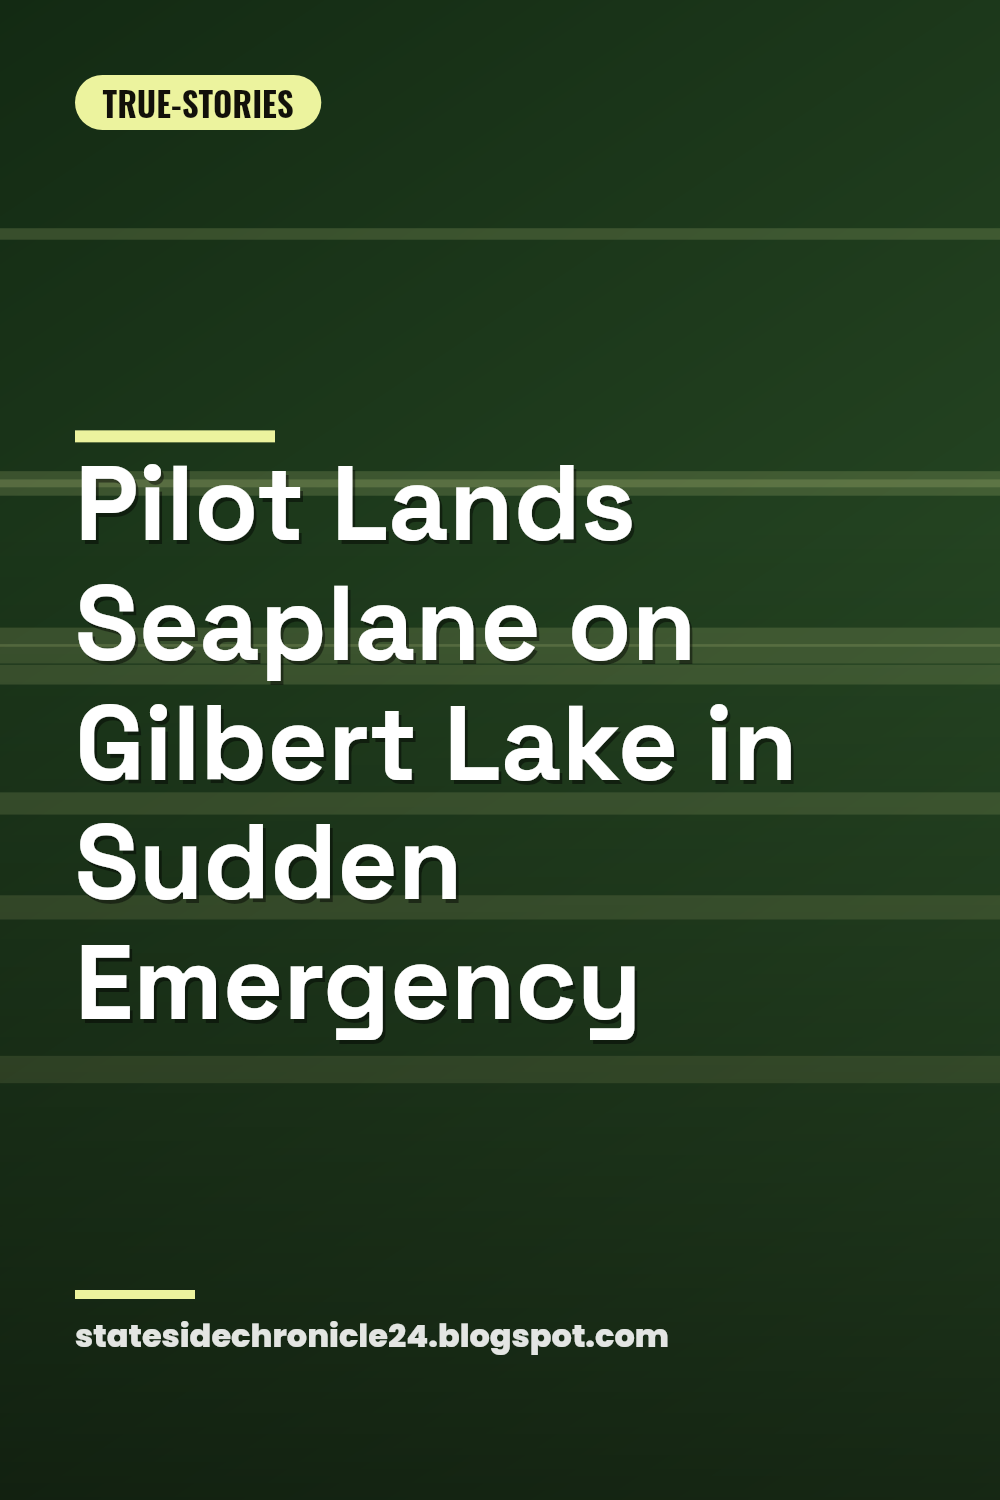 TRUE-STORIES
Pilot Lands
Seaplane on
Gilbert Lake in
Sudden
Emergency
statesidechronicle24.blogspot.com